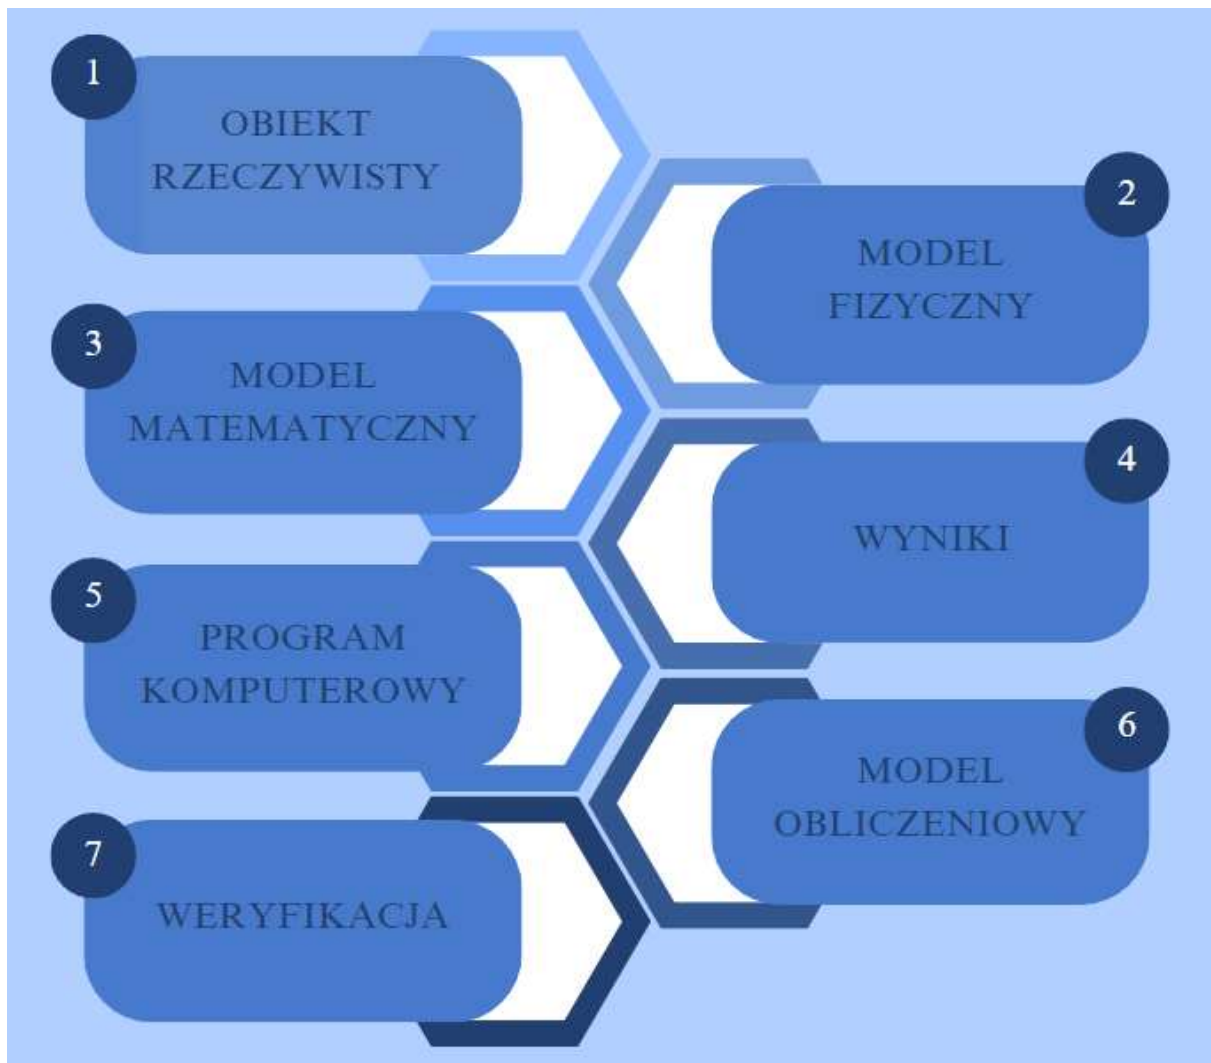 1
OBIEKT
RZECZYWISTY
2
MODEL
FIZYCZNY
3
MODEL
MATEMATYCZNY
4
WYNIKI
5
PROGRAM
KOMPUTEROWY
6
MODEL
OBLICZENIOWY
7
WERYFIKACJA